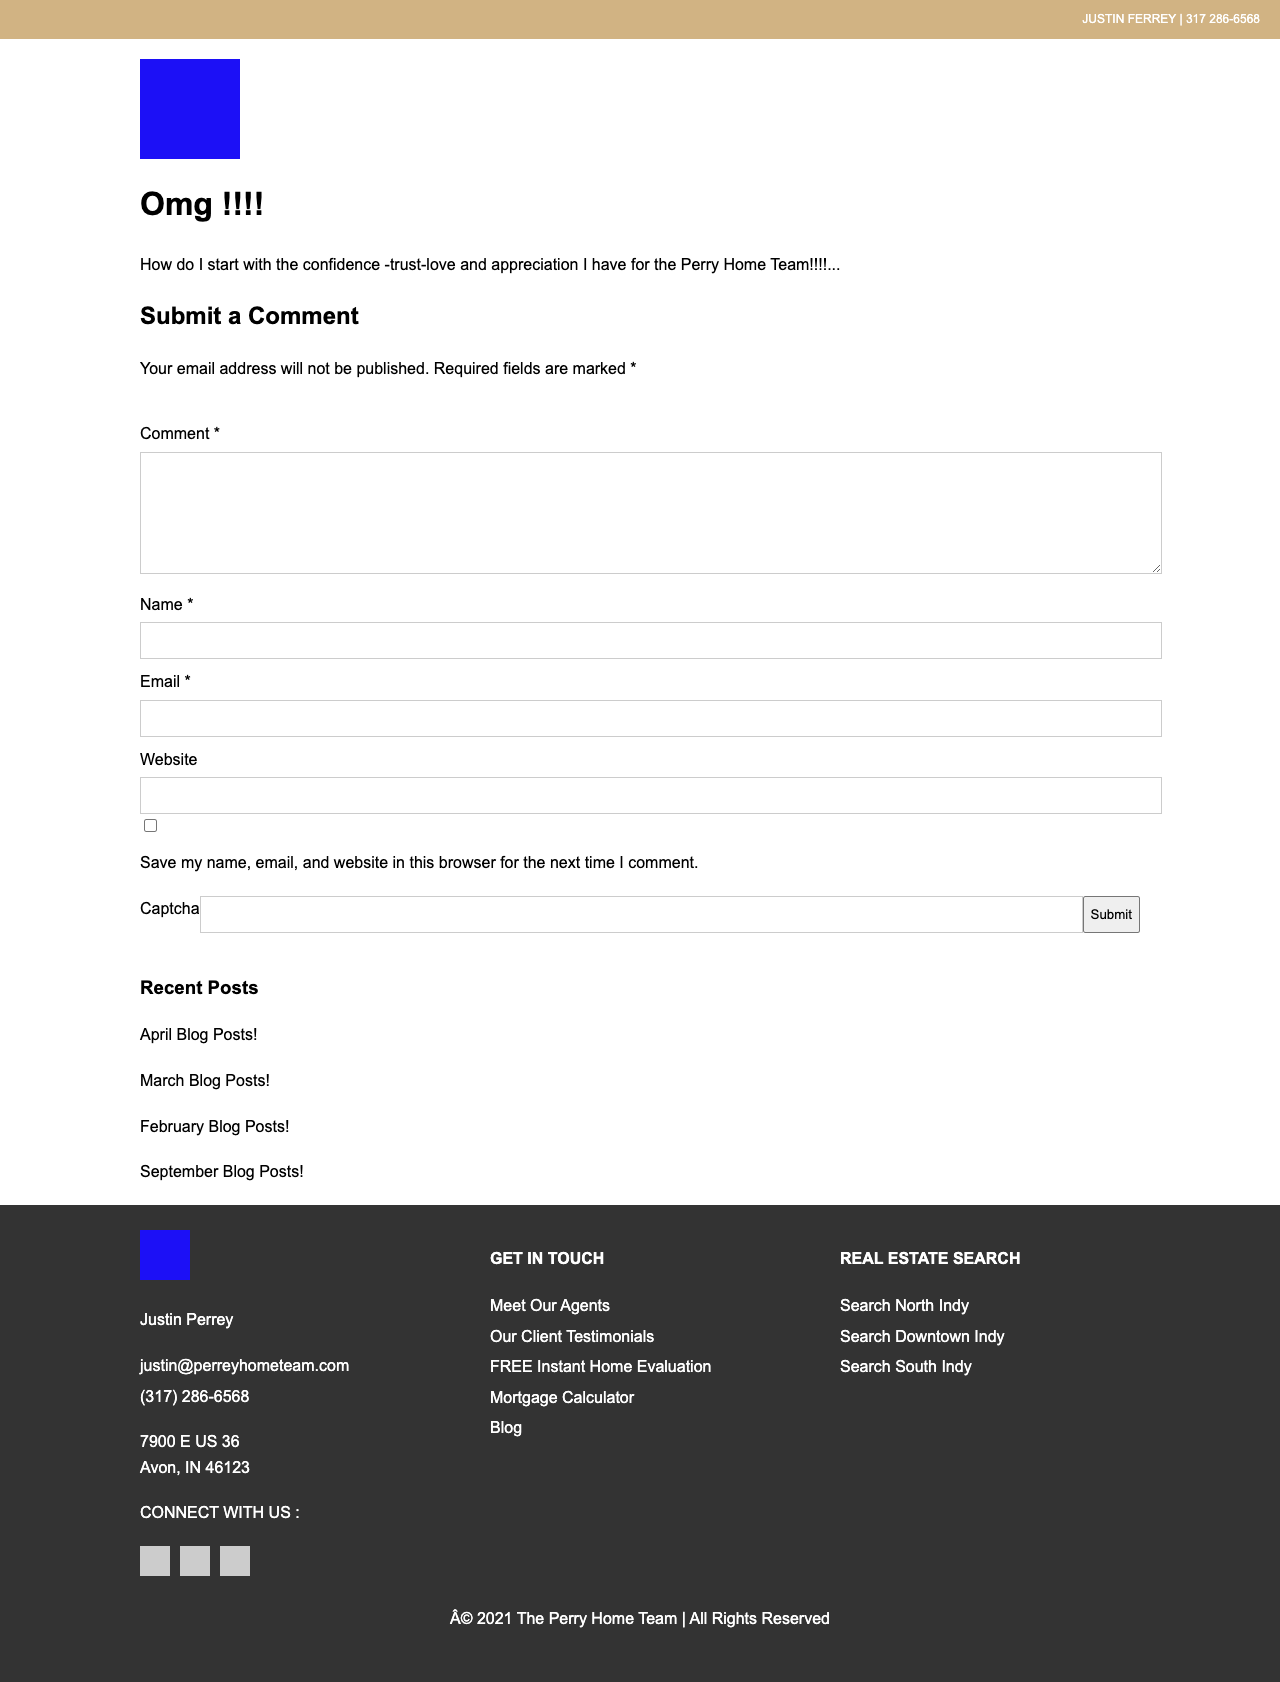 JUSTIN FERREY | 317 286-6568
Omg !!!!
How do I start with the confidence -trust-love and appreciation I have for the Perry Home Team!!!!...
Submit a Comment
Your email address will not be published. Required fields are marked *
Comment *
Name *
Email *
Website
Save my name, email, and website in this browser for the next time I comment.
Captcha Submit
Recent Posts
April Blog Posts!
March Blog Posts!
February Blog Posts!
September Blog Posts!
Justin Perrey
justin@perreyhometeam.com
(317) 286-6568
7900 E US 36
Avon, IN 46123
CONNECT WITH US :
GET IN TOUCH
Meet Our Agents
Our Client Testimonials
FREE Instant Home Evaluation
Mortgage Calculator
Blog
REAL ESTATE SEARCH
Search North Indy
Search Downtown Indy
Search South Indy
Â© 2021 The Perry Home Team | All Rights Reserved